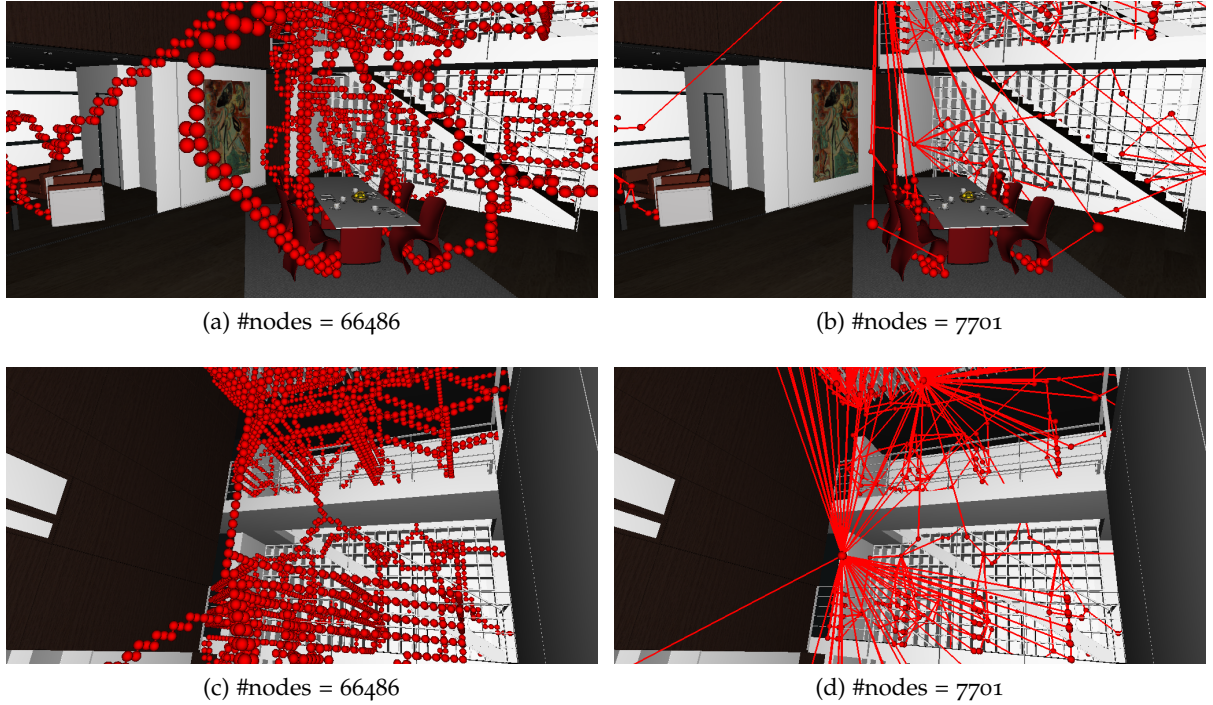 (a) #nodes = 66486
(b) #nodes = 7701
(c) #nodes = 66486
(d) #nodes = 7701